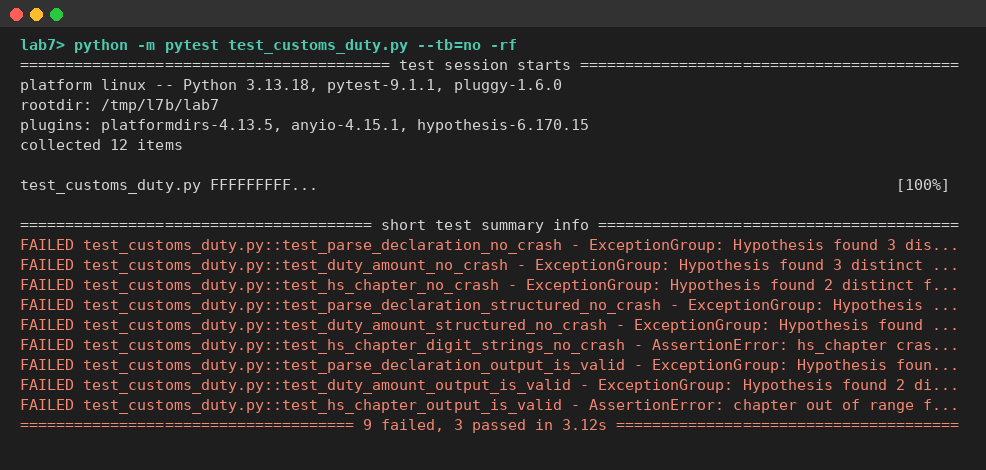 lab7> python -m pytest test_customs_duty.py --tb=no -rf
========================================= test session starts ==========================================
platform linux -- Python 3.13.18, pytest-9.1.1, pluggy-1.6.0
rootdir: /tmp/l7b/lab7
plugins: platformdirs-4.13.5, anyio-4.15.1, hypothesis-6.170.15
collected 12 items
test_customs_duty.py FFFFFFFFF... [100%]
======================================= short test summary info ========================================
FAILED test_customs_duty.py::test_parse_declaration_no_crash - ExceptionGroup: Hypothesis found 3 dis...
FAILED test_customs_duty.py::test_duty_amount_no_crash - ExceptionGroup: Hypothesis found 3 distinct ...
FAILED test_customs_duty.py::test_hs_chapter_no_crash - ExceptionGroup: Hypothesis found 2 distinct f...
FAILED test_customs_duty.py::test_parse_declaration_structured_no_crash - ExceptionGroup: Hypothesis ...
FAILED test_customs_duty.py::test_duty_amount_structured_no_crash - ExceptionGroup: Hypothesis found ...
FAILED test_customs_duty.py::test_hs_chapter_digit_strings_no_crash - AssertionError: hs_chapter cras...
FAILED test_customs_duty.py::test_parse_declaration_output_is_valid - ExceptionGroup: Hypothesis foun...
FAILED test_customs_duty.py::test_duty_amount_output_is_valid - ExceptionGroup: Hypothesis found 2 di...
FAILED test_customs_duty.py::test_hs_chapter_output_is_valid - AssertionError: chapter out of range f...
===================================== 9 failed, 3 passed in 3.12s ======================================